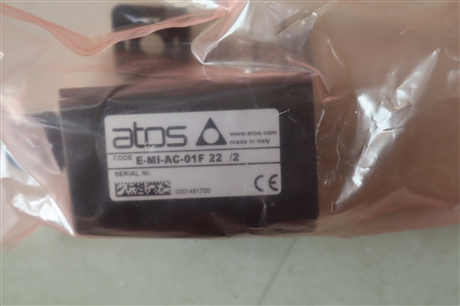 atos
www.atos.com
made in Italy
CODE E-MI-AC-01F 22 /2
SERIAL Nr.
0001481700
CE